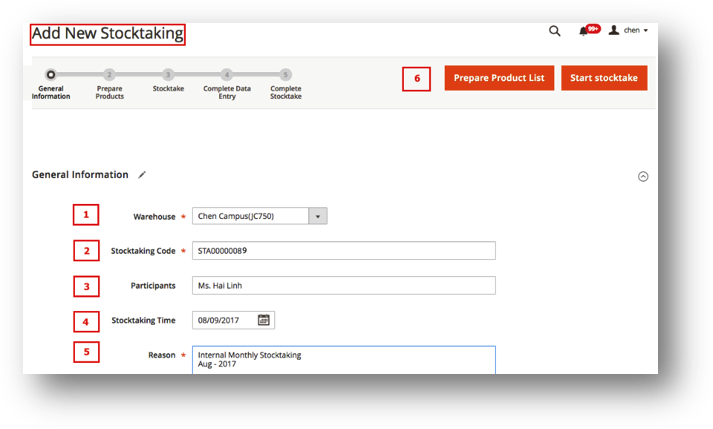 Add New Stocktaking
99+
chen
2
3
4
5
General Information
Prepare Products
Stocktake
Complete Data Entry
Complete Stocktake
6
Prepare Product List
Start stocktake
General Information
1
Warehouse *
Chen Campus(JC750)
2
Stocktaking Code *
STA00000089
3
Participants
Ms. Hai Linh
4
Stocktaking Time
08/09/2017
5
Reason *
Internal Monthly Stocktaking
Aug - 2017